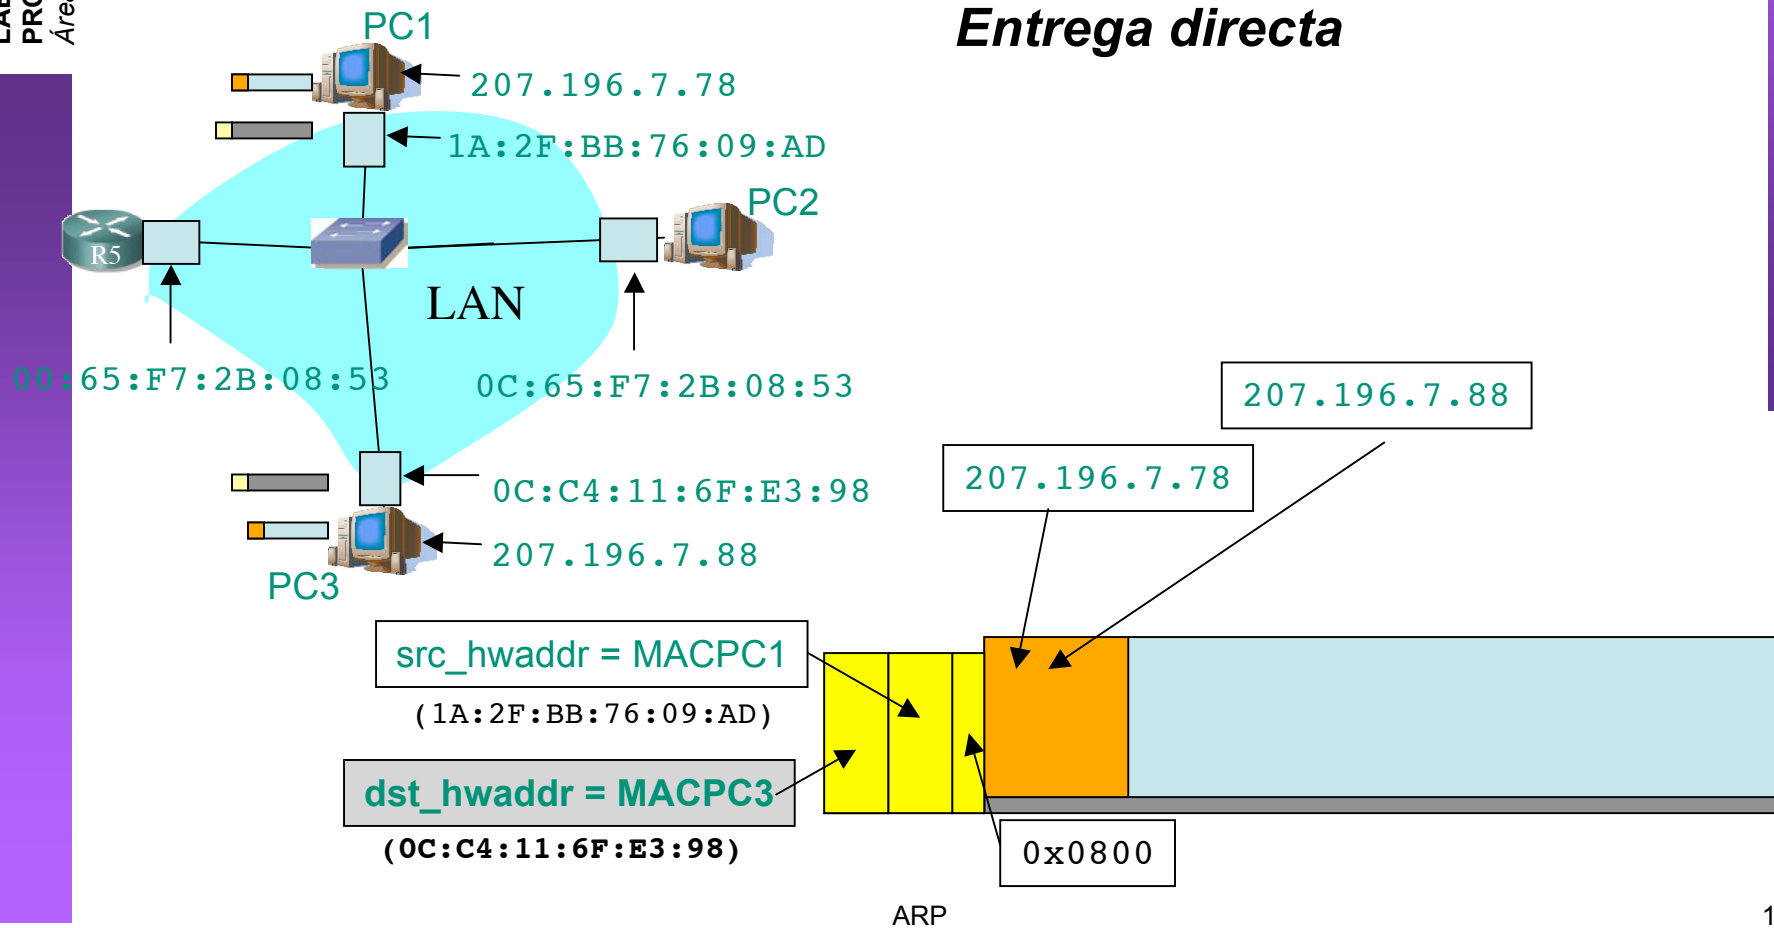 Entrega directa
PC1
207.196.7.78
1A:2F:BB:76:09:AD
PC2
R5
LAN
00:65:F7:2B:08:53
0C:65:F7:2B:08:53
207.196.7.88
207.196.7.78
0C:C4:11:6F:E3:98
207.196.7.88
PC3
src_hwaddr = MACPC1
(1A:2F:BB:76:09:AD)
dst_hwaddr = MACPC3
(0C:C4:11:6F:E3:98)
0x0800
ARP
1